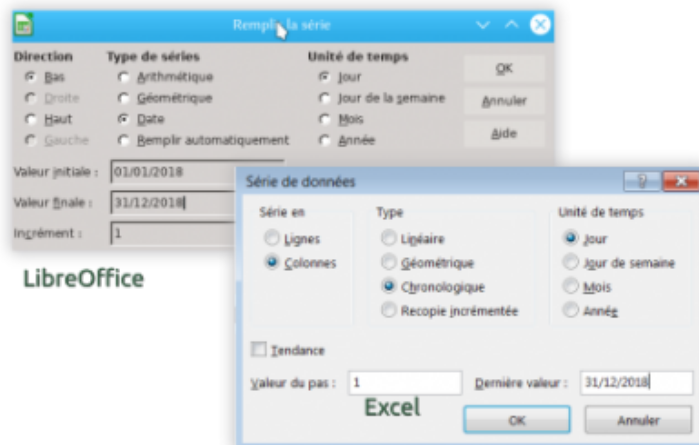 Remplir la série
Direction Type de séries Unité de temps
Bas Arithmétique Jour OK
Droite Géométrique Jour de la semaine Annuler
Haut Date Mois Aide
Gauche Remplir automatiquement Année
Valeur initiale : 01/01/2018
Valeur finale : 31/12/2018
Incrément : 1
LibreOffice
Série de données
Série en Type Unité de temps
Lignes Linéaire Jour
Colonnes Géométrique Jour de semaine
Chronologique Mois
Recopie incrémentée Année
Tendance
Valeur du pas : 1 Dernière valeur : 31/12/2018
Excel
OK Annuler